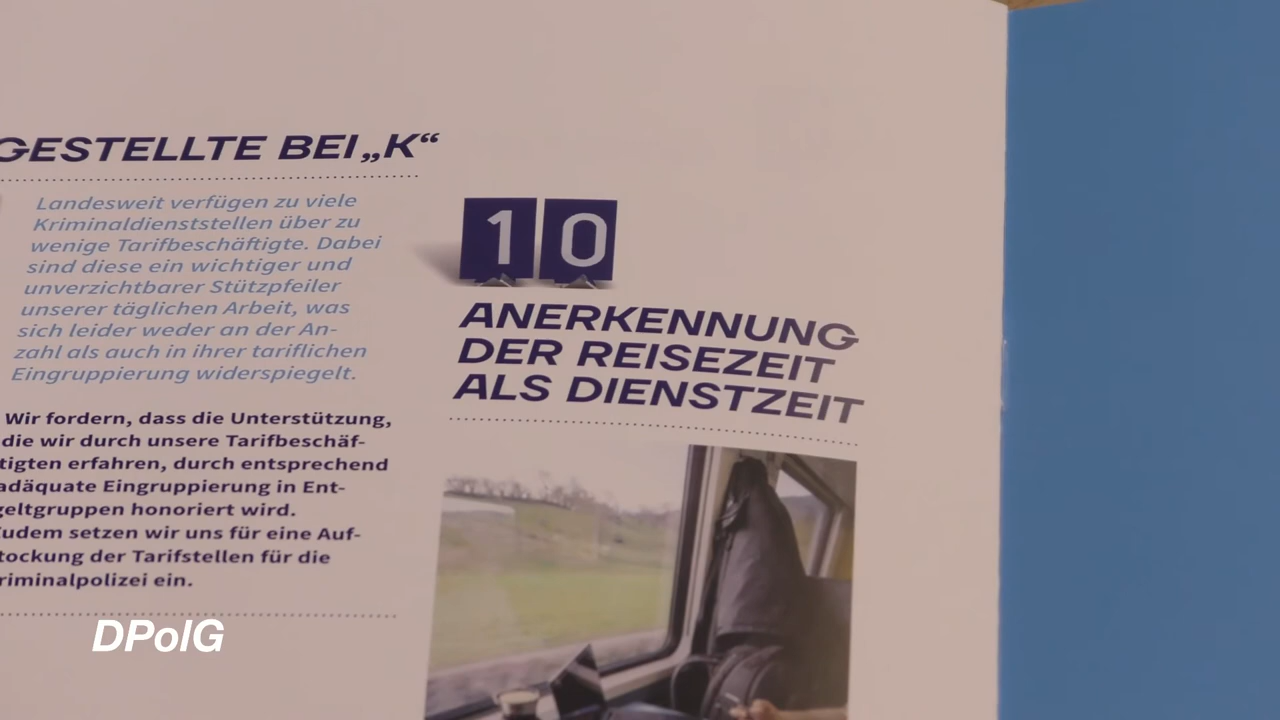 GESTELLTE BEI „K“
Landesweit verfügen zu viele
Kriminaldienststellen über zu
wenige Tarifbeschäftigte. Dabei
sind diese ein wichtiger und
unverzichtbarer Stützpfeiler
unserer täglichen Arbeit, was
sich leider weder an der An-
zahl als auch in ihrer tariflichen
Eingruppierung widerspiegelt.
Wir fordern, dass die Unterstützung,
die wir durch unsere Tarifbeschäf-
tigten erfahren, durch entsprechend
adäquate Eingruppierung in Ent-
geltgruppen honoriert wird.
Zudem setzen wir uns für eine Auf-
tockung der Tarifstellen für die
riminalpolizei ein.
10
ANERKENNUNG
DER REISEZEIT
ALS DIENSTZEIT
DPolG